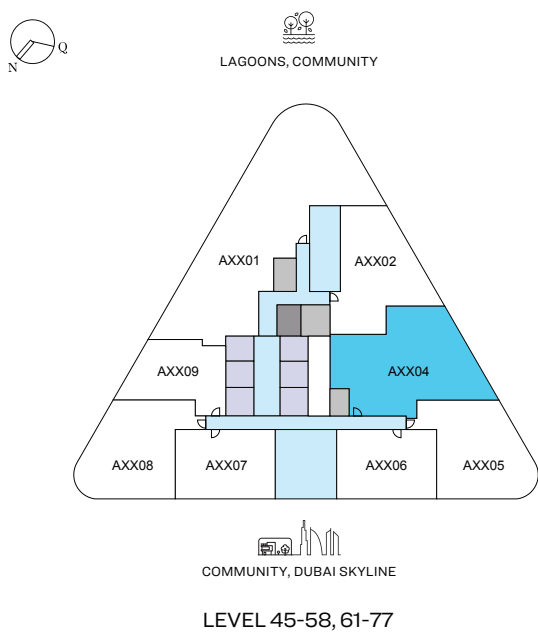 N
Q
LAGOONS, COMMUNITY
AXX01
AXX02
AXX09
AXX04
AXX08
AXX07
AXX06
AXX05
COMMUNITY, DUBAI SKYLINE
LEVEL 45-58, 61-77